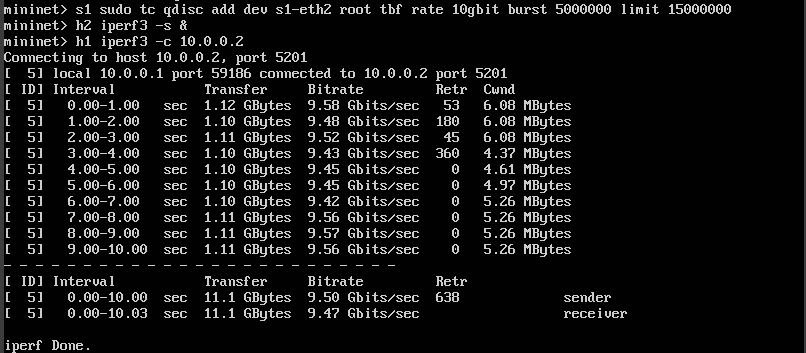 mininet> s1 sudo tc qdisc add dev s1-eth2 root tbf rate 10gbit burst 5000000 limit 15000000
mininet> h2 iperf3 -s &
mininet> h1 iperf3 -c 10.0.0.2
Connecting to host 10.0.0.2, port 5201
[  5] local 10.0.0.1 port 59186 connected to 10.0.0.2 port 5201
[ ID] Interval           Transfer     Bitrate         Retr  Cwnd
[  5]   0.00-1.00   sec  1.12 GBytes  9.58 Gbits/sec   53   6.08 MBytes
[  5]   1.00-2.00   sec  1.10 GBytes  9.48 Gbits/sec  180   6.08 MBytes
[  5]   2.00-3.00   sec  1.11 GBytes  9.52 Gbits/sec   45   6.08 MBytes
[  5]   3.00-4.00   sec  1.10 GBytes  9.43 Gbits/sec  360   4.37 MBytes
[  5]   4.00-5.00   sec  1.10 GBytes  9.45 Gbits/sec    0   4.61 MBytes
[  5]   5.00-6.00   sec  1.10 GBytes  9.45 Gbits/sec    0   4.97 MBytes
[  5]   6.00-7.00   sec  1.10 GBytes  9.42 Gbits/sec    0   5.26 MBytes
[  5]   7.00-8.00   sec  1.11 GBytes  9.56 Gbits/sec    0   5.26 MBytes
[  5]   8.00-9.00   sec  1.11 GBytes  9.57 Gbits/sec    0   5.26 MBytes
[  5]   9.00-10.00  sec  1.11 GBytes  9.56 Gbits/sec    0   5.26 MBytes
- - - - - - - - - - - - - - - - - - - - - - - - -
[ ID] Interval           Transfer     Bitrate         Retr
[  5]   0.00-10.00  sec  11.1 GBytes  9.50 Gbits/sec  638             sender
[  5]   0.00-10.03  sec  11.1 GBytes  9.47 Gbits/sec                  receiver
iperf Done.